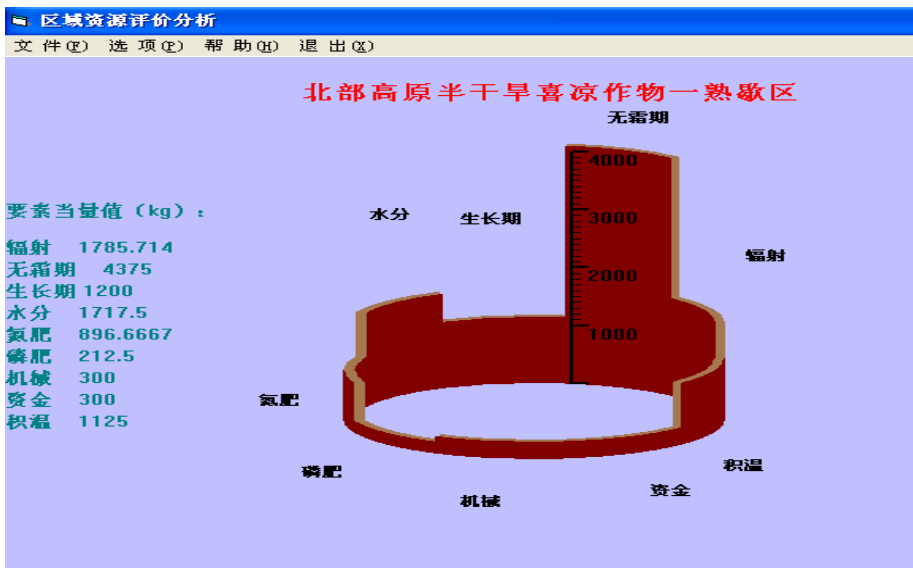 区域资源评价分析
文件(F) 选项(P) 帮助(H) 退出(X)
北部高原半干旱喜凉作物一熟歇区
无霜期
4000
水分
生长期
3000
要素当量值（kg）：
辐射
辐射 1785.714
无霜期 4375
2000
生长期 1200
水分 1717.5
氮肥 896.6667
1000
磷肥 212.5
机械 300
资金 300
氮肥
积温 1125
磷肥
积温
资金
机械